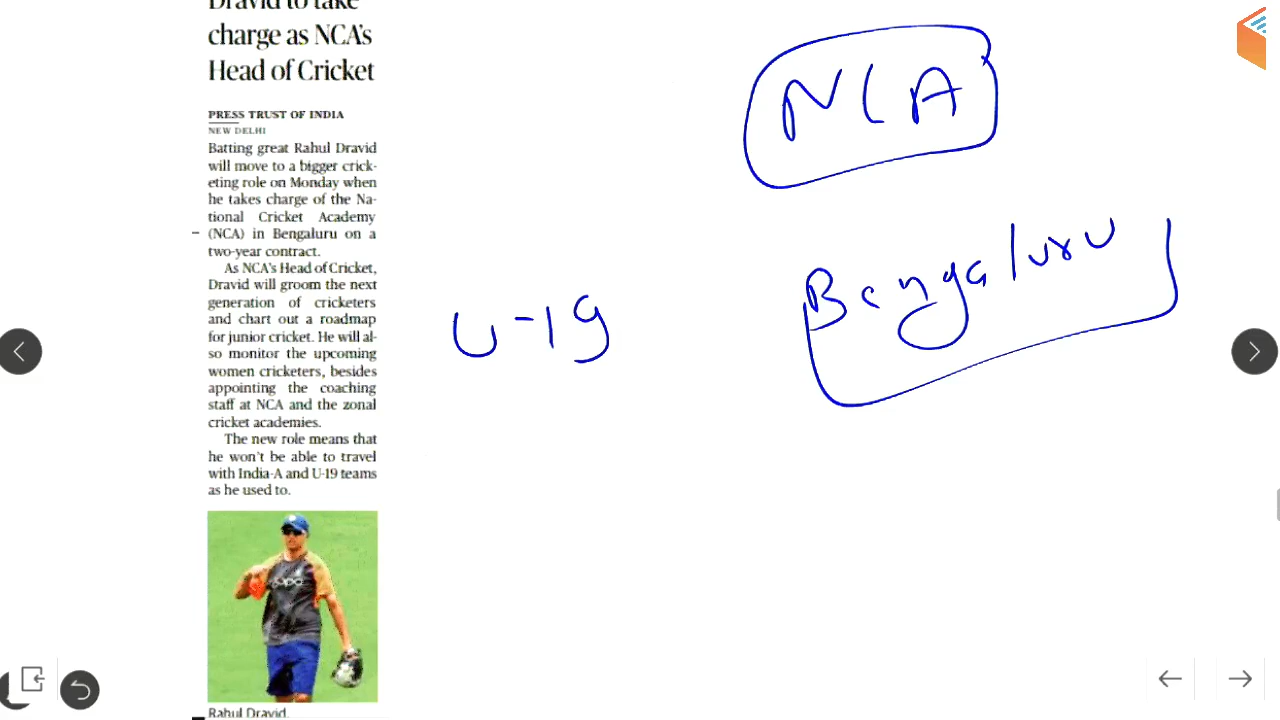 Dravid to take
charge as NCA's
Head of Cricket
PRESS TRUST OF INDIA
NEW DELHI
Batting great Rahul Dravid
will move to a bigger crick-
eting role on Monday when
he takes charge of the Na-
tional Cricket Academy
(NCA) in Bengaluru on a
two-year contract.
As NCA's Head of Cricket,
Dravid will groom the next
generation of cricketers
and chart out a roadmap
for junior cricket. He will al-
so monitor the upcoming
women cricketers, besides
appointing the coaching
staff at NCA and the zonal
cricket academies.
The new role means that
he won't be able to travel
with India-A and U-19 teams
as he used to.
oppo
Rahul Dravid.
NCA
Bengaluru
U-19